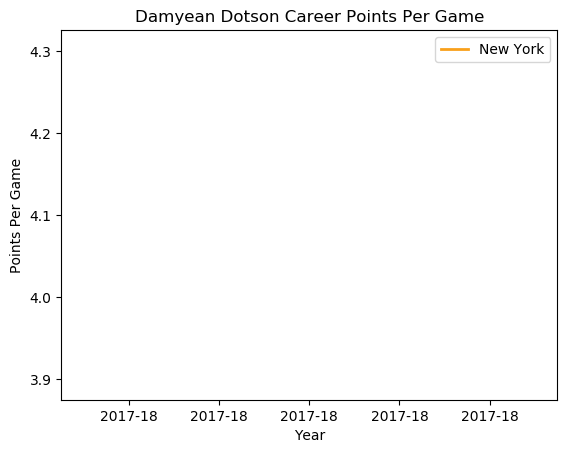 Damyean Dotson Career Points Per Game
New York
Points Per Game
4.3
4.2
4.1
4.0
3.9
2017-18 2017-18 2017-18 2017-18 2017-18
Year